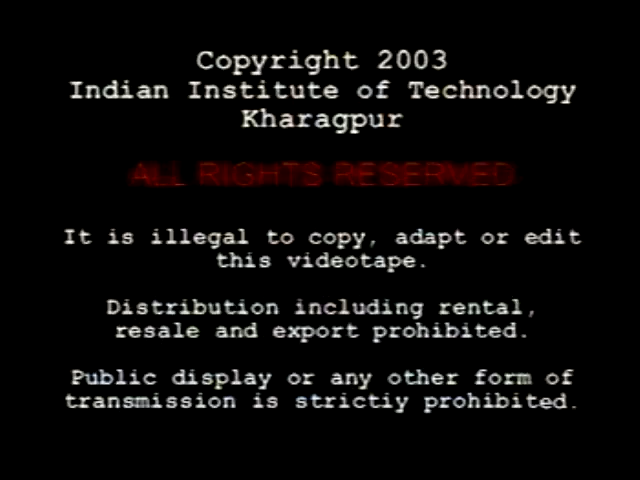 Copyright 2003
Indian Institute of Technology
Kharagpur
ALL RIGHTS RESERVED
It is illegal to copy, adapt or edit
this videotape.
Distribution including rental,
resale and export prohibited.
Public display or any other form of
transmission is strictiy prohibited.